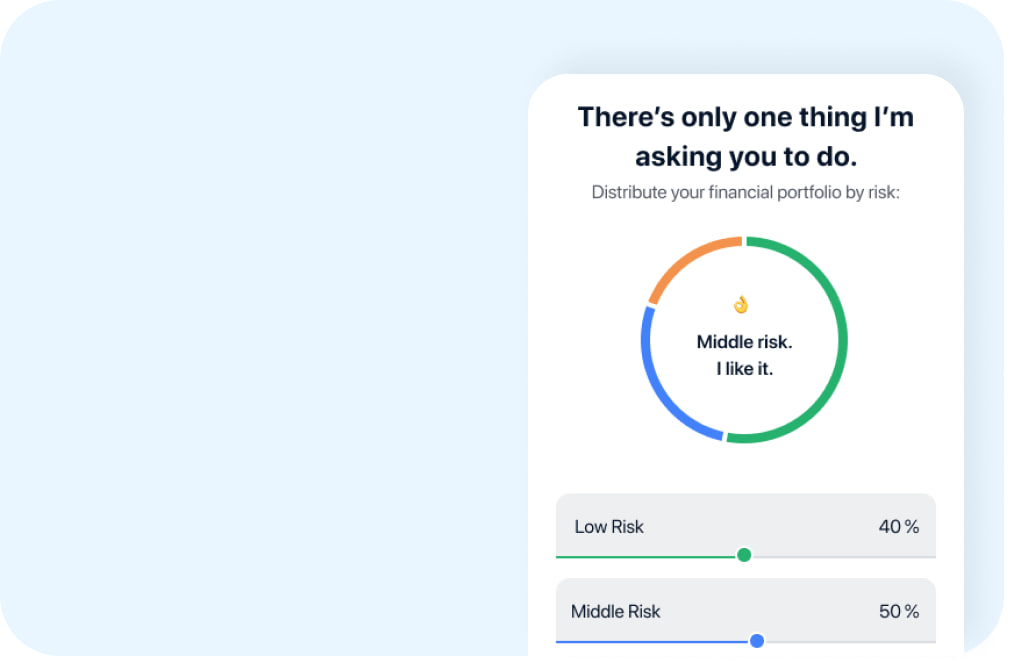 There’s only one thing I’m
asking you to do.
Distribute your financial portfolio by risk:
👌
Middle risk.
I like it.
Low Risk 40 %
Middle Risk 50 %